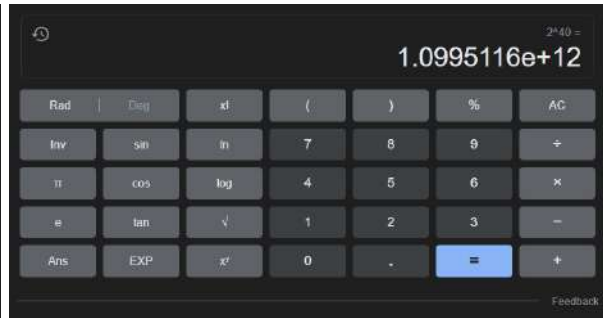 2^40 =
1.0995116e+12
Rad | Deg x! ( ) % AC
Inv sin ln 7 8 9 ÷
π cos log 4 5 6 ×
e tan √ 1 2 3 −
Ans EXP xʸ 0 . = +
Feedback